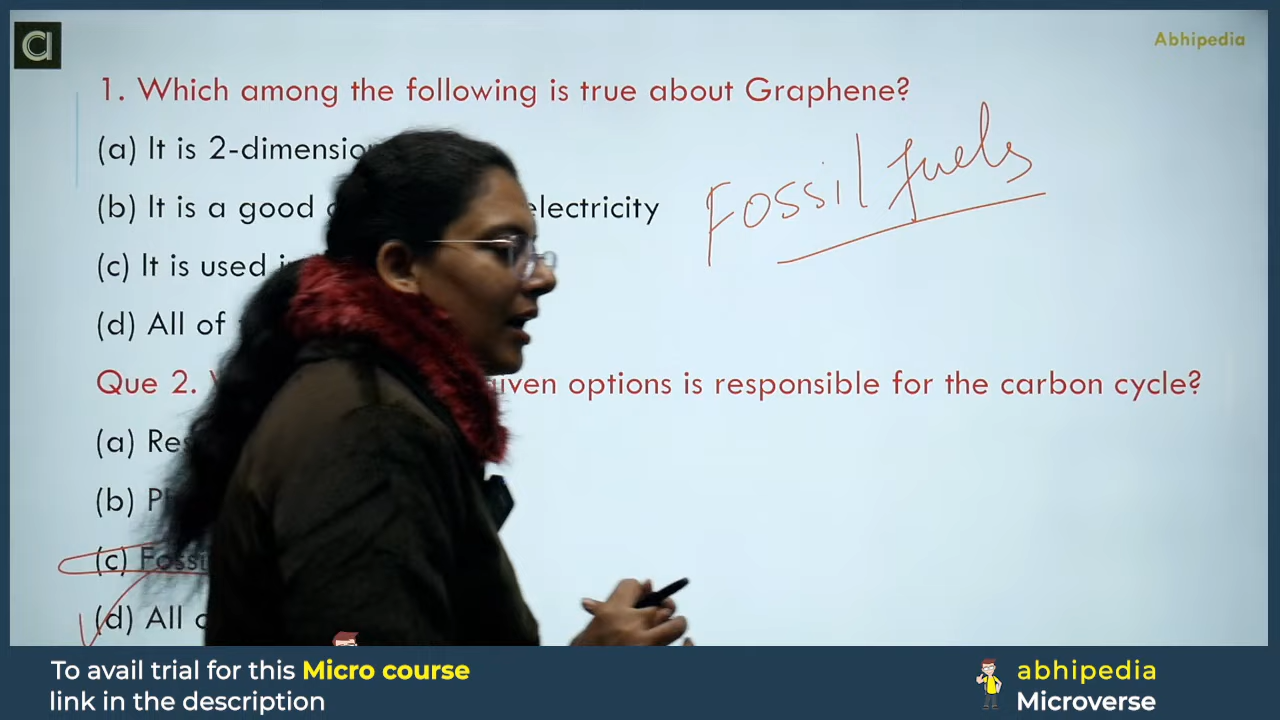 Abhipedia
1. Which among the following is true about Graphene?
(a) It is 2-dimensio
(b) It is a good electricity
(c) It is used
(d) All of
Fossil fuels
Que 2. given options is responsible for the carbon cycle?
(a) Res
(b) P
(c) Fossi
(d) All o
To avail trial for this Micro course
link in the description
abhipedia
Microverse